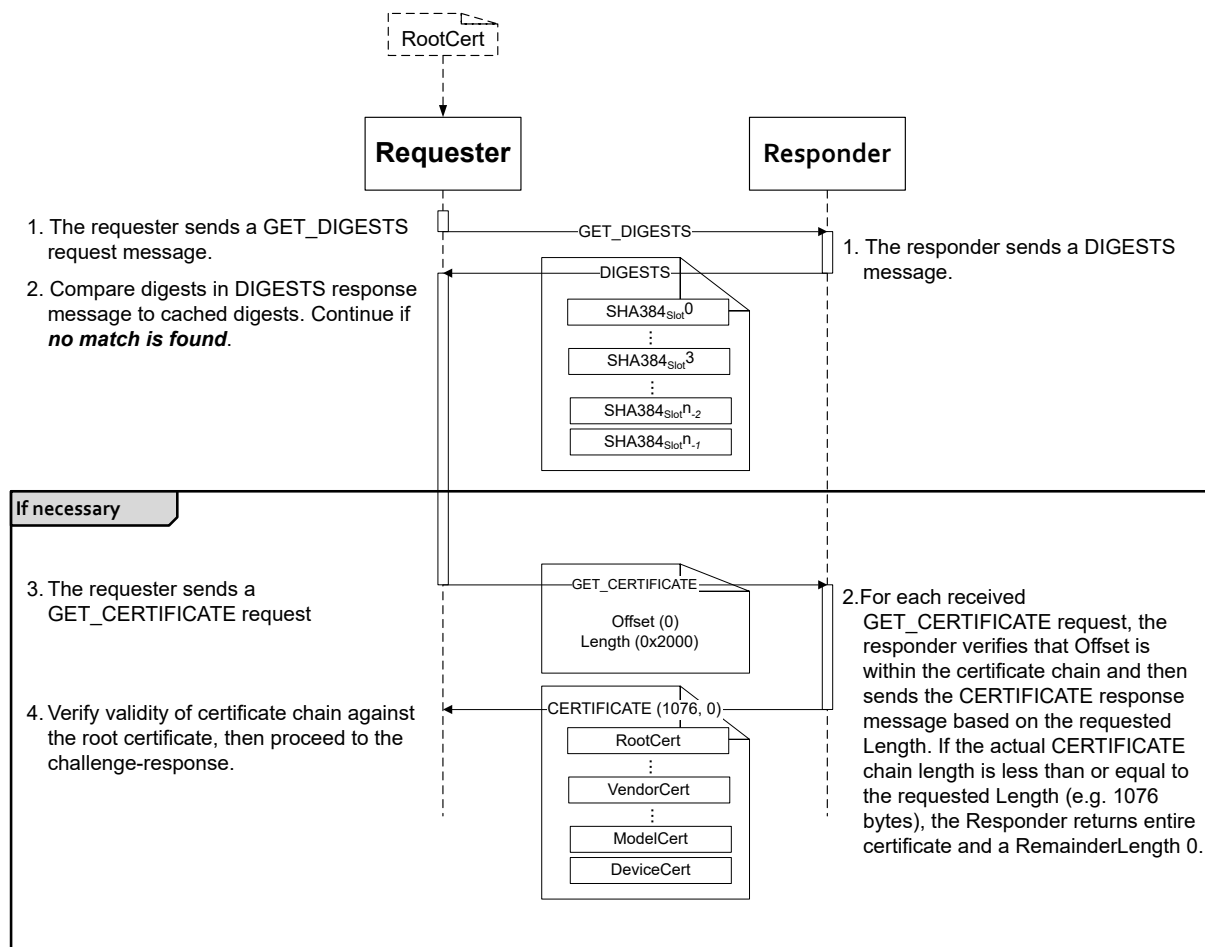 RootCert
Requester
Responder
1. The requester sends a GET_DIGESTS
request message.
2. Compare digests in DIGESTS response
message to cached digests. Continue if
no match is found.
GET_DIGESTS
1. The responder sends a DIGESTS
message.
DIGESTS
SHA384Slot0
⋮
SHA384Slot3
⋮
SHA384Slotn-2
SHA384Slotn-1
If necessary
3. The requester sends a
GET_CERTIFICATE request
GET_CERTIFICATE
Offset (0)
Length (0x2000)
2.For each received
GET_CERTIFICATE request, the
responder verifies that Offset is
within the certificate chain and then
sends the CERTIFICATE response
message based on the requested
Length. If the actual CERTIFICATE
chain length is less than or equal to
the requested Length (e.g. 1076
bytes), the Responder returns entire
certificate and a RemainderLength 0.
4. Verify validity of certificate chain against
the root certificate, then proceed to the
challenge-response.
CERTIFICATE (1076, 0)
RootCert
⋮
VendorCert
⋮
ModelCert
DeviceCert